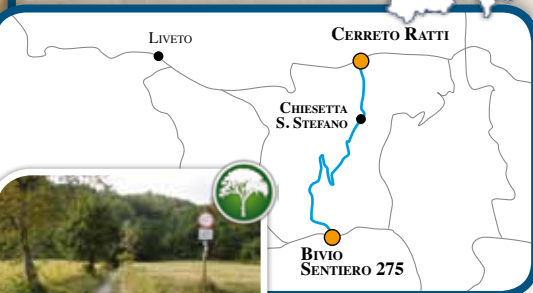 LIVETO
CERRETO RATTI
CHIESETTA
S. STEFANO
BIVIO
SENTIERO 275